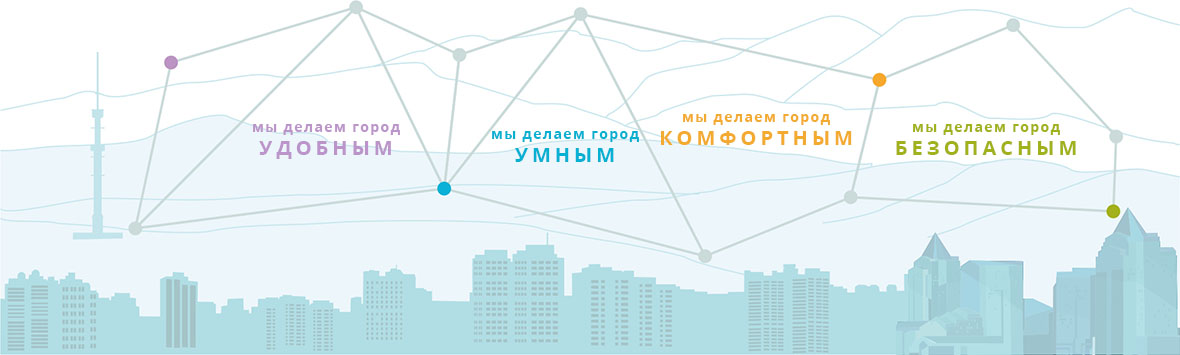 мы делаем город
УДОБНЫМ
мы делаем город
УМНЫМ
мы делаем город
КОМФОРТНЫМ
мы делаем город
БЕЗОПАСНЫМ